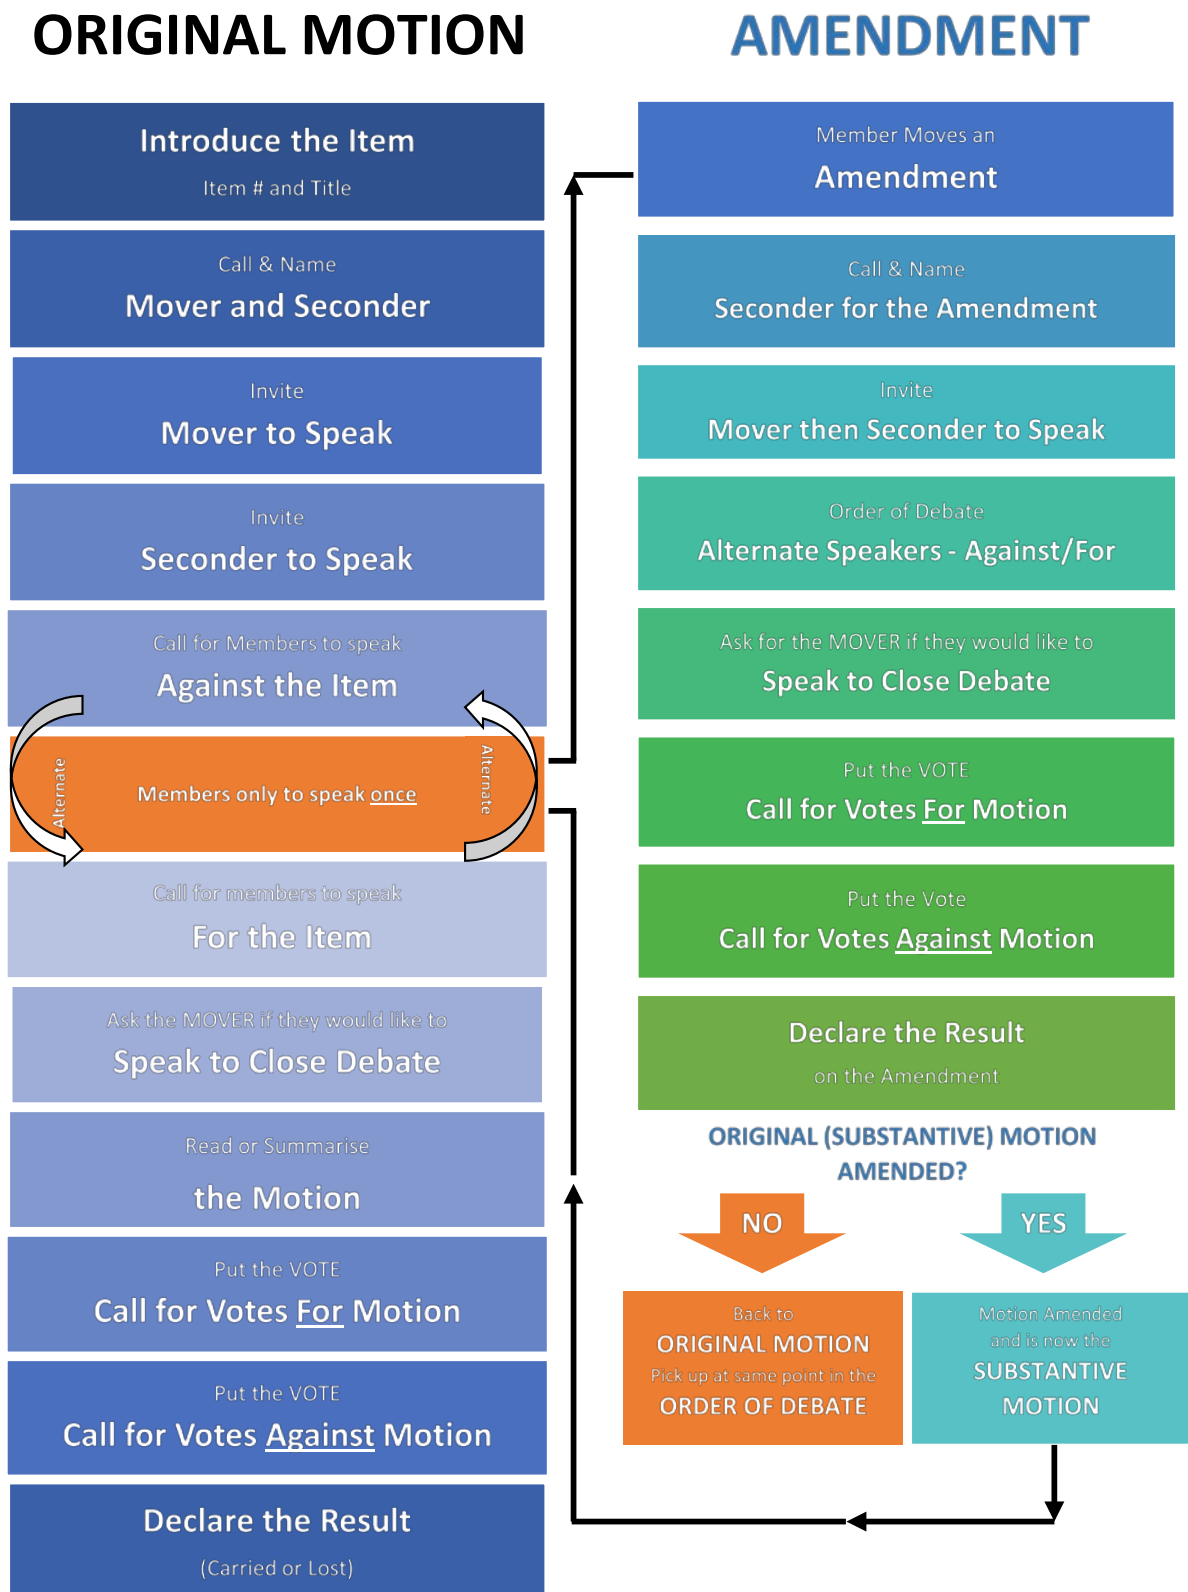 ORIGINAL MOTION
Introduce the Item
Item # and Title
Call & Name
Mover and Seconder
Invite
Mover to Speak
Invite
Seconder to Speak
Call for Members to speak
Against the Item
Alternate
Members only to speak once
Alternate
Call for members to speak
For the Item
Ask the MOVER if they would like to
Speak to Close Debate
Read or Summarise
the Motion
Put the VOTE
Call for Votes For Motion
Put the VOTE
Call for Votes Against Motion
Declare the Result
(Carried or Lost)
AMENDMENT
Member Moves an
Amendment
Call & Name
Seconder for the Amendment
Invite
Mover then Seconder to Speak
Order of Debate
Alternate Speakers - Against/For
Ask for the MOVER if they would like to
Speak to Close Debate
Put the VOTE
Call for Votes For Motion
Put the Vote
Call for Votes Against Motion
Declare the Result
on the Amendment
ORIGINAL (SUBSTANTIVE) MOTION
AMENDED?
NO
Back to
ORIGINAL MOTION
Pick up at same point in the
ORDER OF DEBATE
YES
Motion Amended
and is now the
SUBSTANTIVE
MOTION